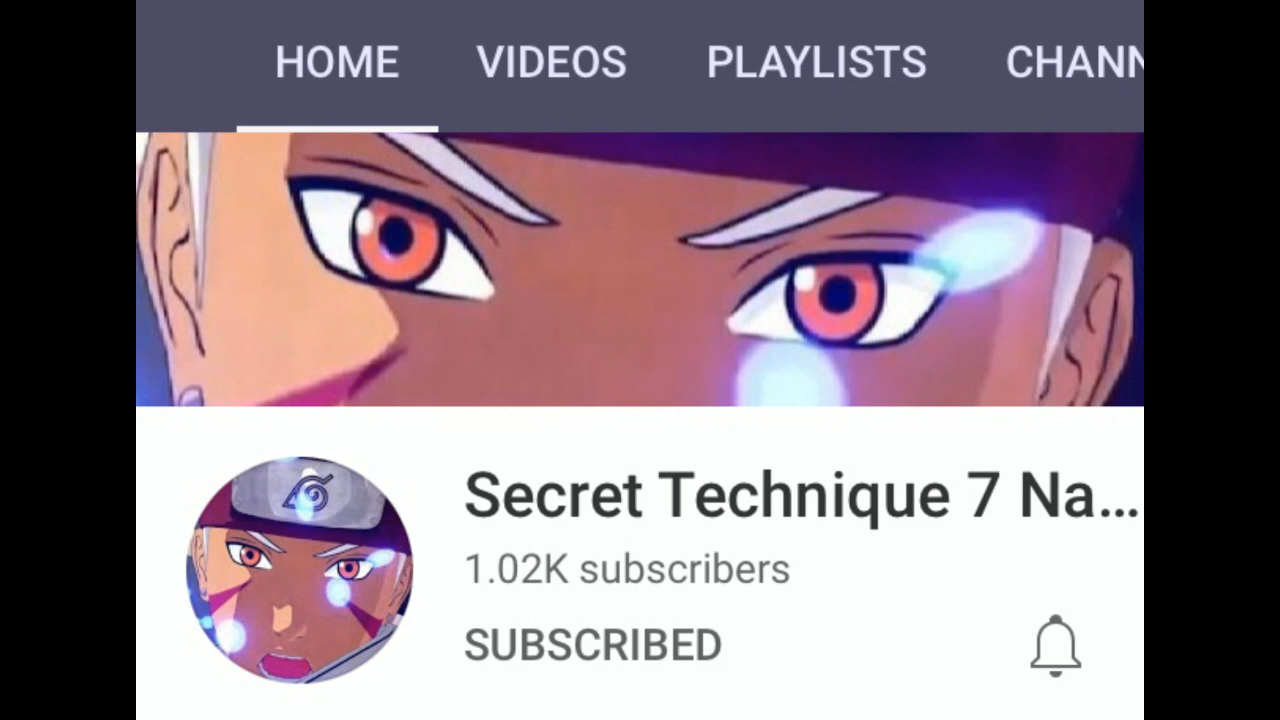 HOME VIDEOS PLAYLISTS CHANN
Secret Technique 7 Na...
1.02K subscribers
SUBSCRIBED